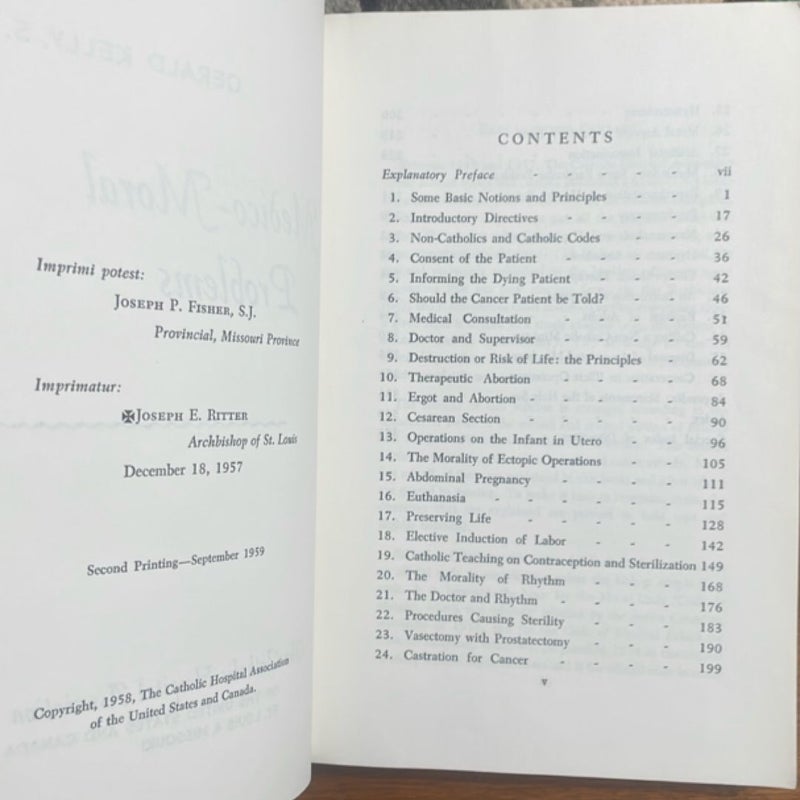 Imprimi potest:
JOSEPH P. FISHER, S.J.
Provincial, Missouri Province
Imprimatur:
✠JOSEPH E. RITTER
Archbishop of St. Louis
December 18, 1957
Second Printing—September 1959
Copyright, 1958, The Catholic Hospital Association
of the United States and Canada.
CONTENTS
Explanatory Preface - - - - - vii
1. Some Basic Notions and Principles - - 1
2. Introductory Directives - - - - 17
3. Non-Catholics and Catholic Codes - - 26
4. Consent of the Patient - - - - 36
5. Informing the Dying Patient - - - 42
6. Should the Cancer Patient be Told? - - 46
7. Medical Consultation - - - - 51
8. Doctor and Supervisor - - - - 59
9. Destruction or Risk of Life: the Principles - 62
10. Therapeutic Abortion - - - - 68
11. Ergot and Abortion - - - - 84
12. Cesarean Section - - - - - 90
13. Operations on the Infant in Utero - - 96
14. The Morality of Ectopic Operations - - 105
15. Abdominal Pregnancy - - - - 111
16. Euthanasia - - - - - - 115
17. Preserving Life - - - - - 128
18. Elective Induction of Labor - - - 142
19. Catholic Teaching on Contraception and Sterilization 149
20. The Morality of Rhythm - - - 168
21. The Doctor and Rhythm - - - - 176
22. Procedures Causing Sterility - - - 183
23. Vasectomy with Prostatectomy - - - 190
24. Castration for Cancer - - - - 199
v